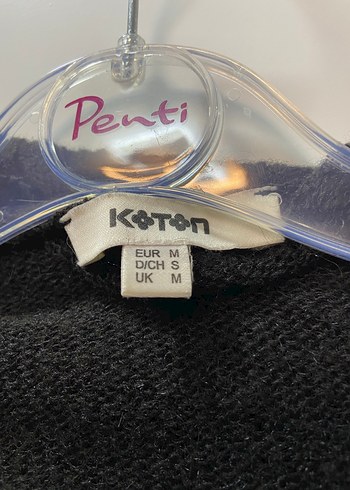 Penti
KOTON
EUR M
D/CH S
UK M